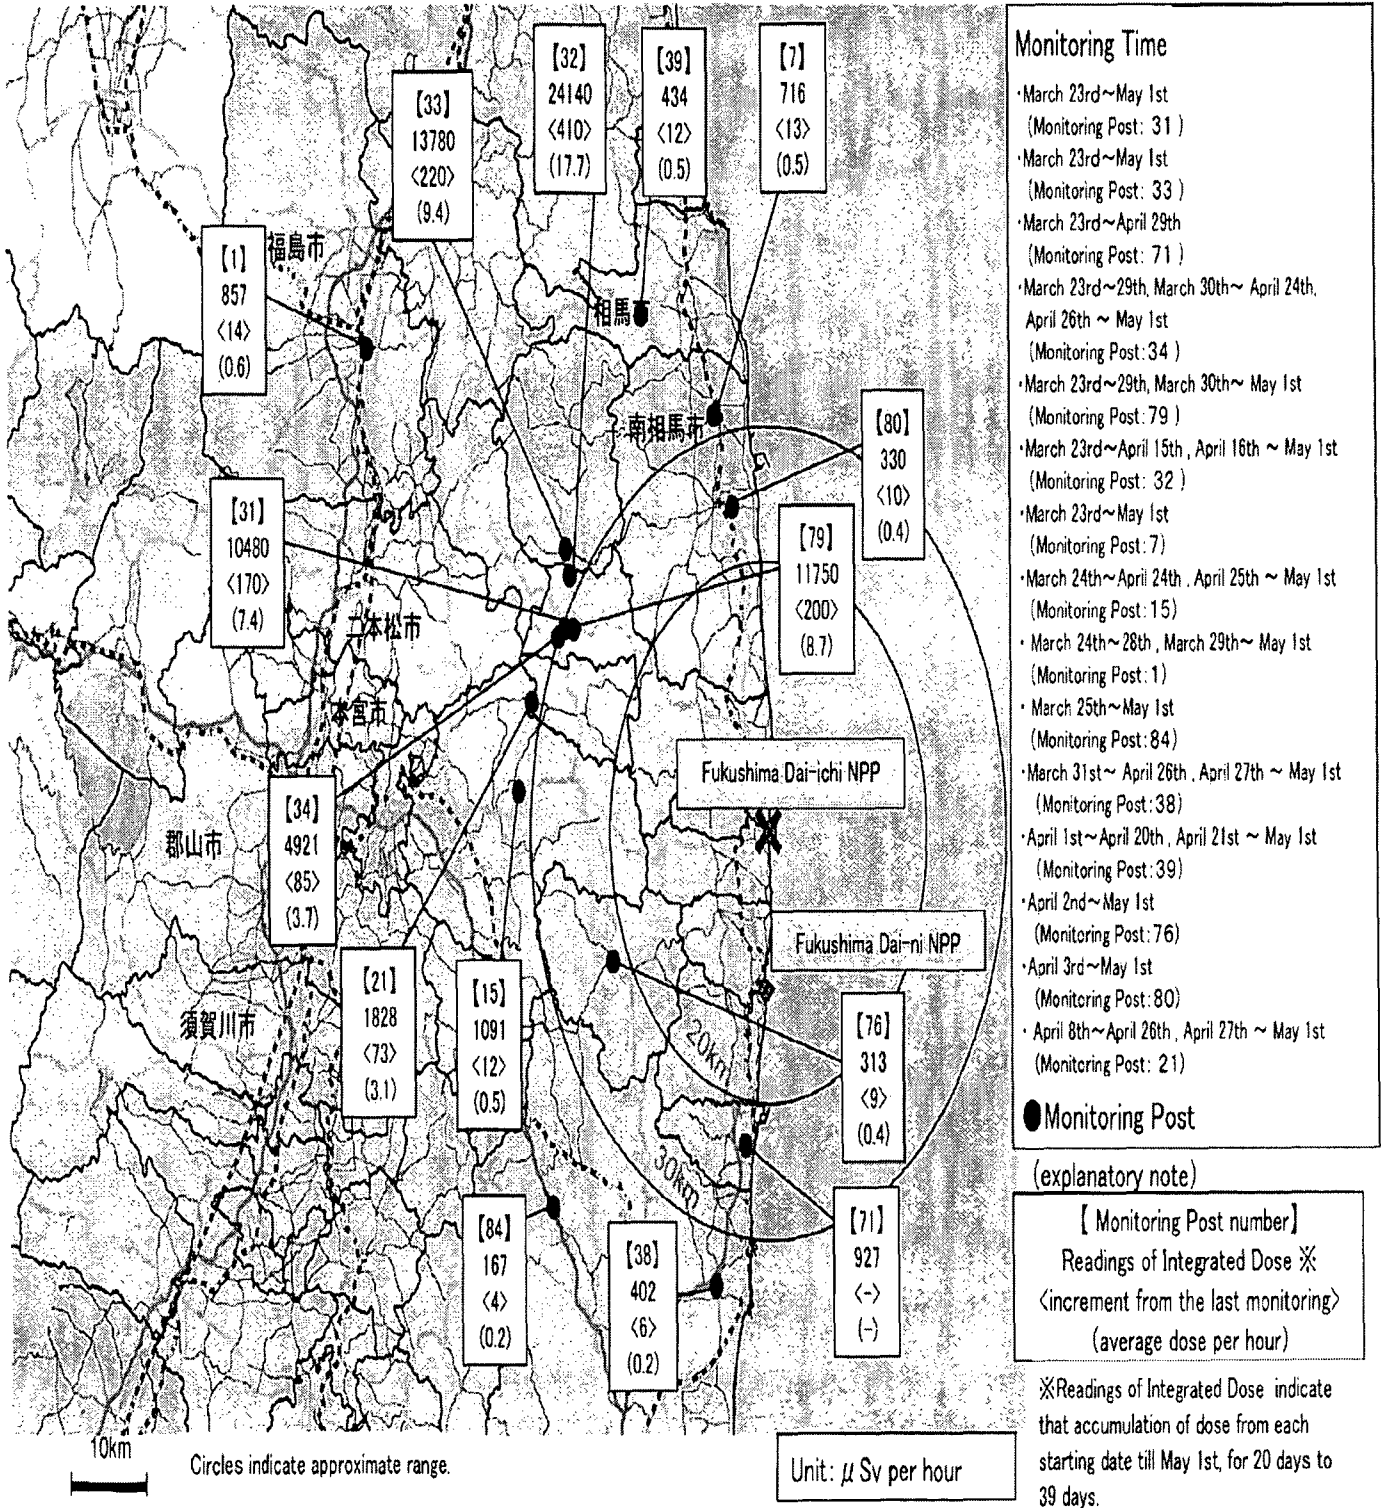 【32】
24140
<410>
(17.7)
【39】
434
<12>
(0.5)
【7】
716
<13>
(0.5)
【33】
13780
<220>
(9.4)
【1】
857
<14>
(0.6)
福島市
相馬市
南相馬市
【80】
330
<10>
(0.4)
【31】
10480
<170>
(7.4)
【79】
11750
<200>
(8.7)
二本松市
本宮市
Fukushima Dai-ichi NPP
【34】
4921
<85>
(3.7)
郡山市
Fukushima Dai-ni NPP
【21】
1828
<73>
(3.1)
【15】
1091
<12>
(0.5)
須賀川市
【76】
313
<9>
(0.4)
20km
30km
【84】
167
<4>
(0.2)
【38】
402
<6>
(0.2)
【71】
927
<->
(-)
10km
Circles indicate approximate range.
Unit: μ Sv per hour
Monitoring Time
・March 23rd~May 1st
(Monitoring Post: 31 )
・March 23rd~May 1st
(Monitoring Post: 33 )
・March 23rd~April 29th
(Monitoring Post: 71 )
・March 23rd~29th, March 30th~ April 24th,
April 26th ~ May 1st
(Monitoring Post:34 )
・March 23rd~29th, March 30th~ May 1st
(Monitoring Post:79 )
・March 23rd~April 15th , April 16th ~ May 1st
(Monitoring Post: 32 )
・March 23rd~May 1st
(Monitoring Post: 7)
・March 24th~April 24th , April 25th ~ May 1st
(Monitoring Post:15)
・March 24th~28th , March 29th~ May 1st
(Monitoring Post:1)
・March 25th~May 1st
(Monitoring Post:84)
・March 31st~ April 26th , April 27th ~ May 1st
(Monitoring Post:38)
・April 1st~April 20th , April 21st ~ May 1st
(Monitoring Post:39)
・April 2nd~May 1st
(Monitoring Post:76)
・April 3rd~May 1st
(Monitoring Post:80)
・April 8th~April 26th , April 27th ~ May 1st
(Monitoring Post: 21)
●Monitoring Post
(explanatory note)
【 Monitoring Post number】
Readings of Integrated Dose ※
<increment from the last monitoring>
(average dose per hour)
※Readings of Integrated Dose indicate
that accumulation of dose from each
starting date till May 1st, for 20 days to
39 days.